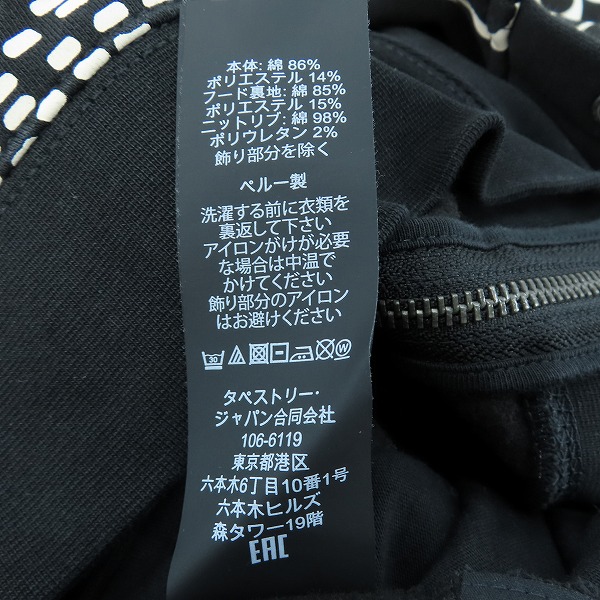 本体: 綿 86%
ポリエステル 14%
フード裏地: 綿 85%
ポリエステル 15%
ニットリブ: 綿 98%
ポリウレタン 2%
飾り部分を除く
ペルー製
洗濯する前に衣類を
裏返して下さい
アイロンがけが必要
な場合は中温で
かけてください
飾り部分のアイロン
はお避けください
30 W
タペストリー・
ジャパン合同会社
106-6119
東京都港区
六本木6丁目10番1号
六本木ヒルズ
森タワー19階
EAC